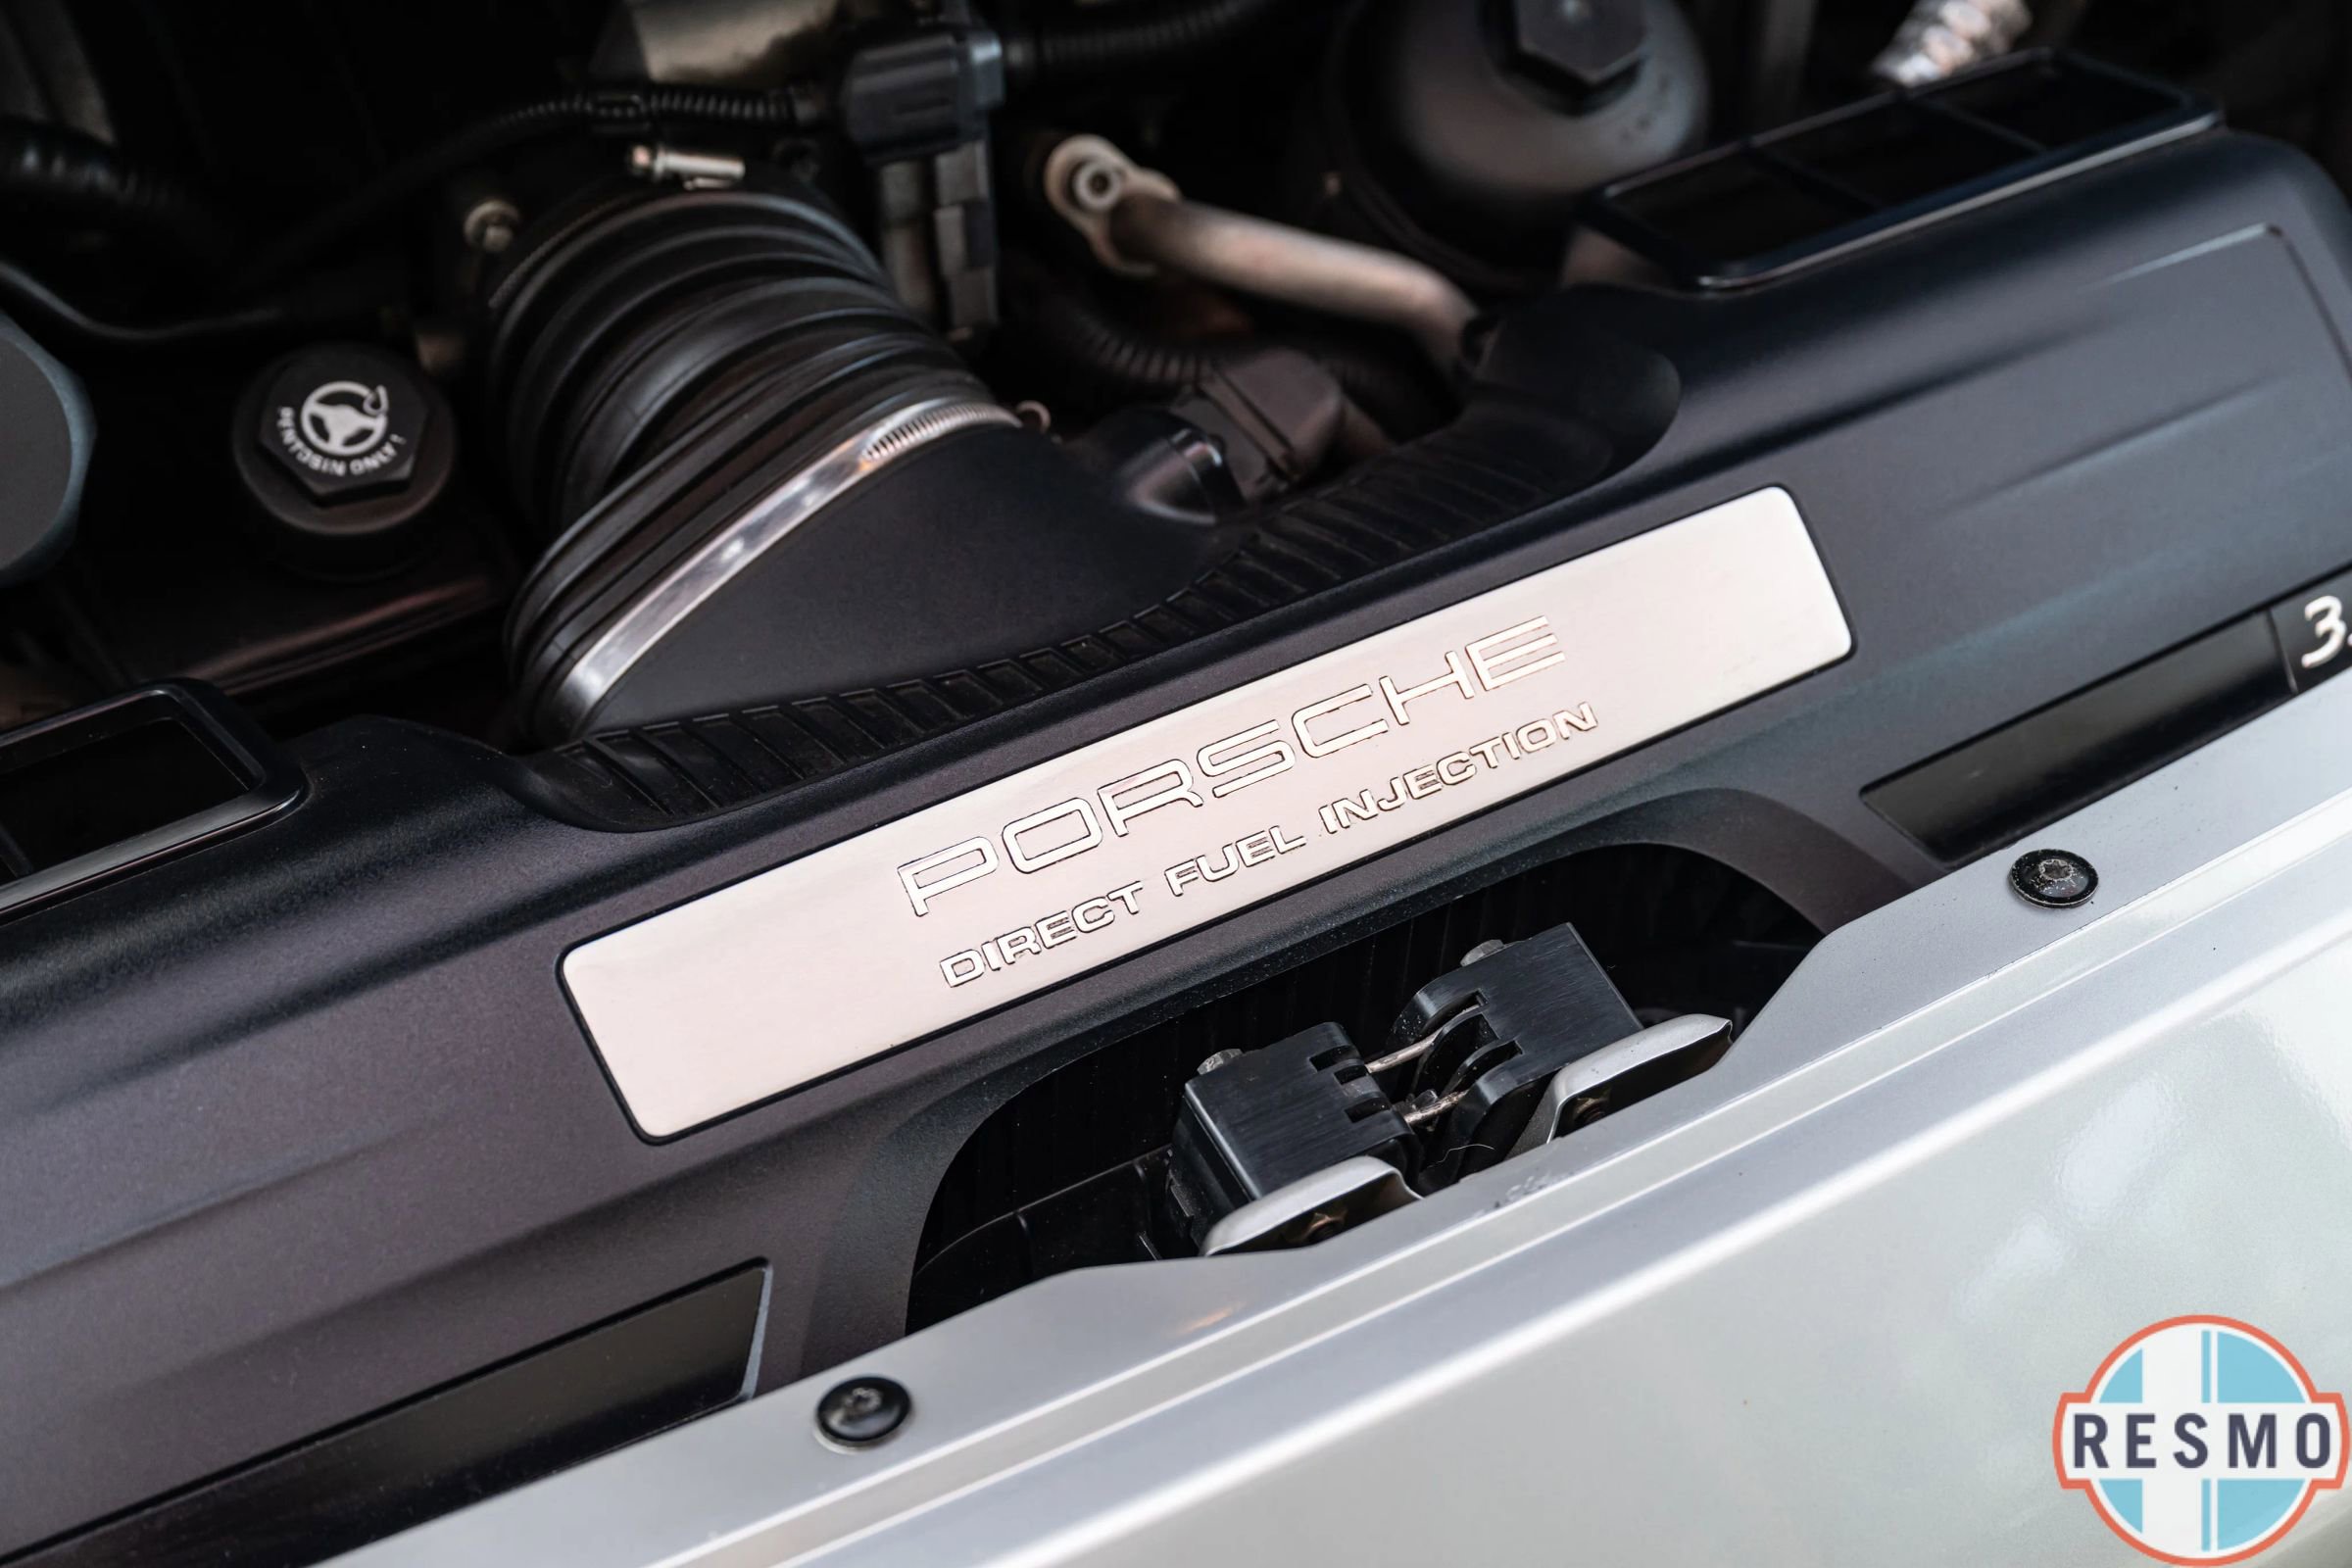 PENTOSIN ONLY!
3.
PORSCHE
DIRECT FUEL INJECTION
RESMO